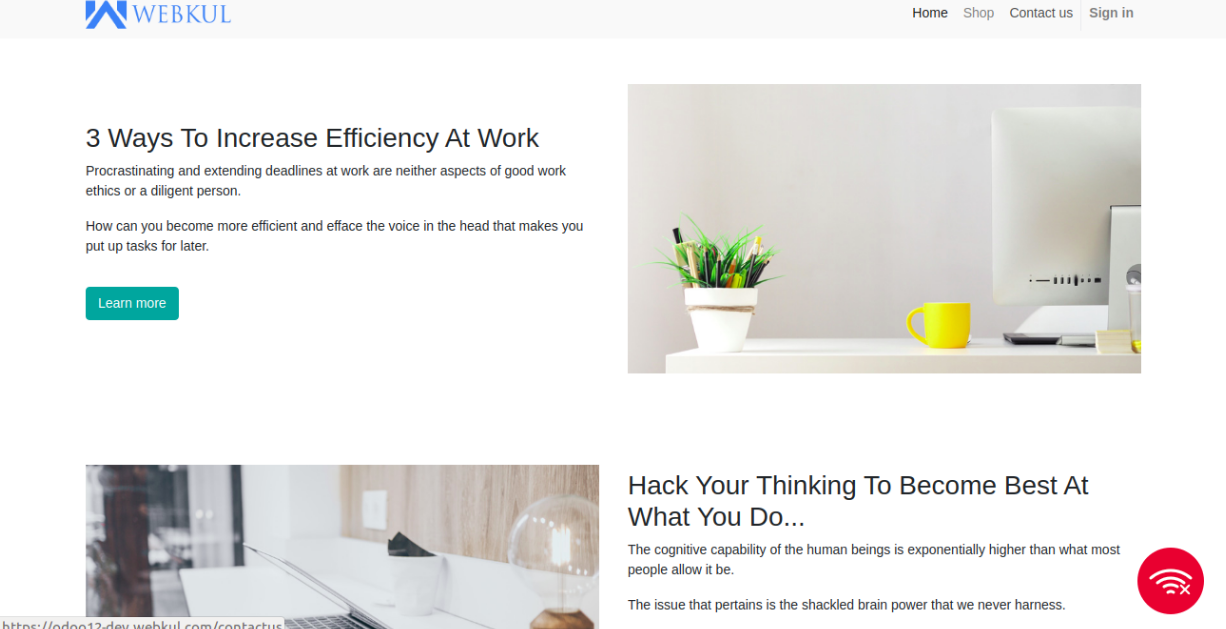 WEBKUL
Home Shop Contact us Sign in
3 Ways To Increase Efficiency At Work
Procrastinating and extending deadlines at work are neither aspects of good work
ethics or a diligent person.
How can you become more efficient and efface the voice in the head that makes you
put up tasks for later.
Learn more
Hack Your Thinking To Become Best At
What You Do...
The cognitive capability of the human beings is exponentially higher than what most
people allow it be.
The issue that pertains is the shackled brain power that we never harness.
https://odoo12-dev.webkul.com/contactus